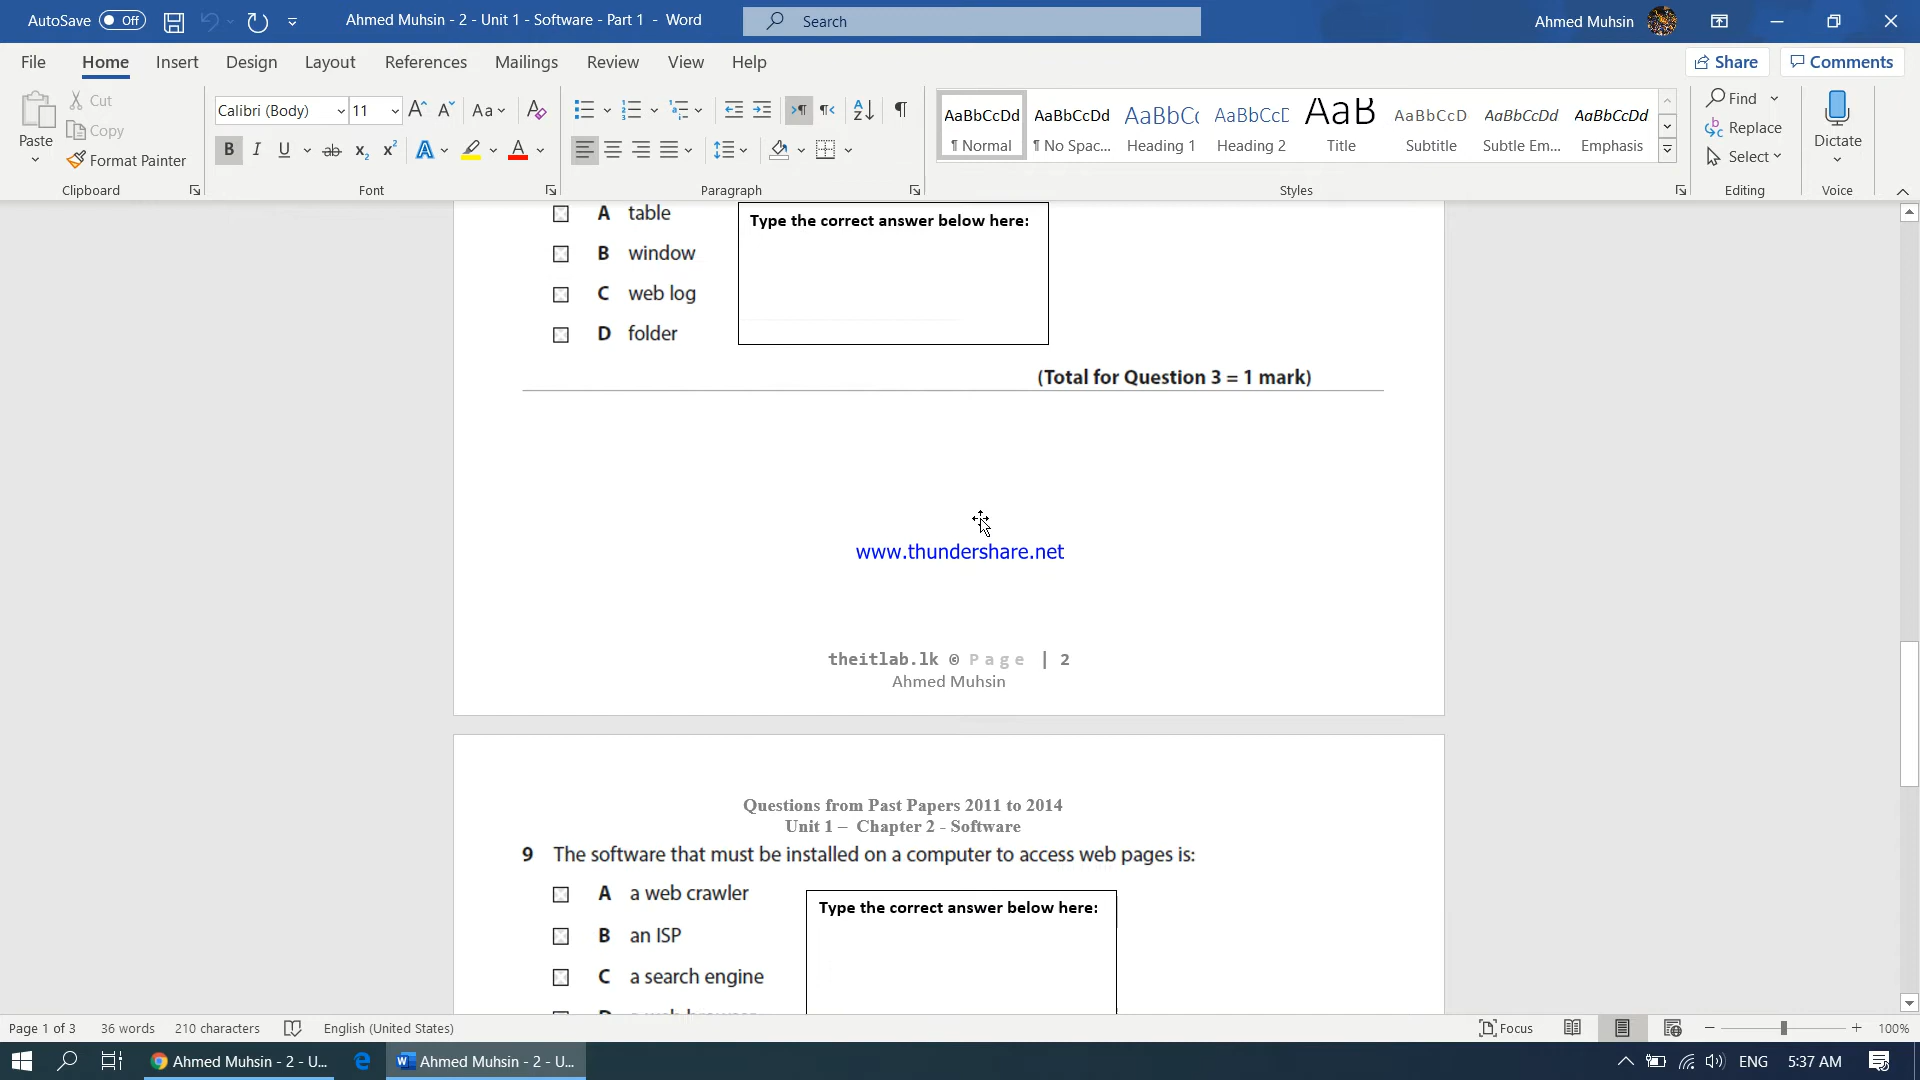 AutoSave Off
Ahmed Muhsin - 2 - Unit 1 - Software - Part 1 - Word
Search
Ahmed Muhsin
File Home Insert Design Layout References Mailings Review View Help
Share Comments
Paste
Cut
Copy
Format Painter
Clipboard
Calibri (Body) 11
Font
Paragraph
AaBbCcDd AaBbCcDd AaBbCc AaBbCcD AaB AaBbCcD AaBbCcDd AaBbCcDd
¶ Normal ¶ No Spac... Heading 1 Heading 2 Title Subtitle Subtle Em... Emphasis
Styles
Find
Replace
Select
Editing
Dictate
Voice
A table
B window
C web log
D folder
Type the correct answer below here:
(Total for Question 3 = 1 mark)
www.thundershare.net
theitlab.lk © Page | 2
Ahmed Muhsin
Questions from Past Papers 2011 to 2014
Unit 1 – Chapter 2 - Software
9 The software that must be installed on a computer to access web pages is:
A a web crawler
B an ISP
C a search engine
Type the correct answer below here:
Page 1 of 3 36 words 210 characters English (United States)
Focus
100%
Ahmed Muhsin - 2 - U...
Ahmed Muhsin - 2 - U...
ENG 5:37 AM